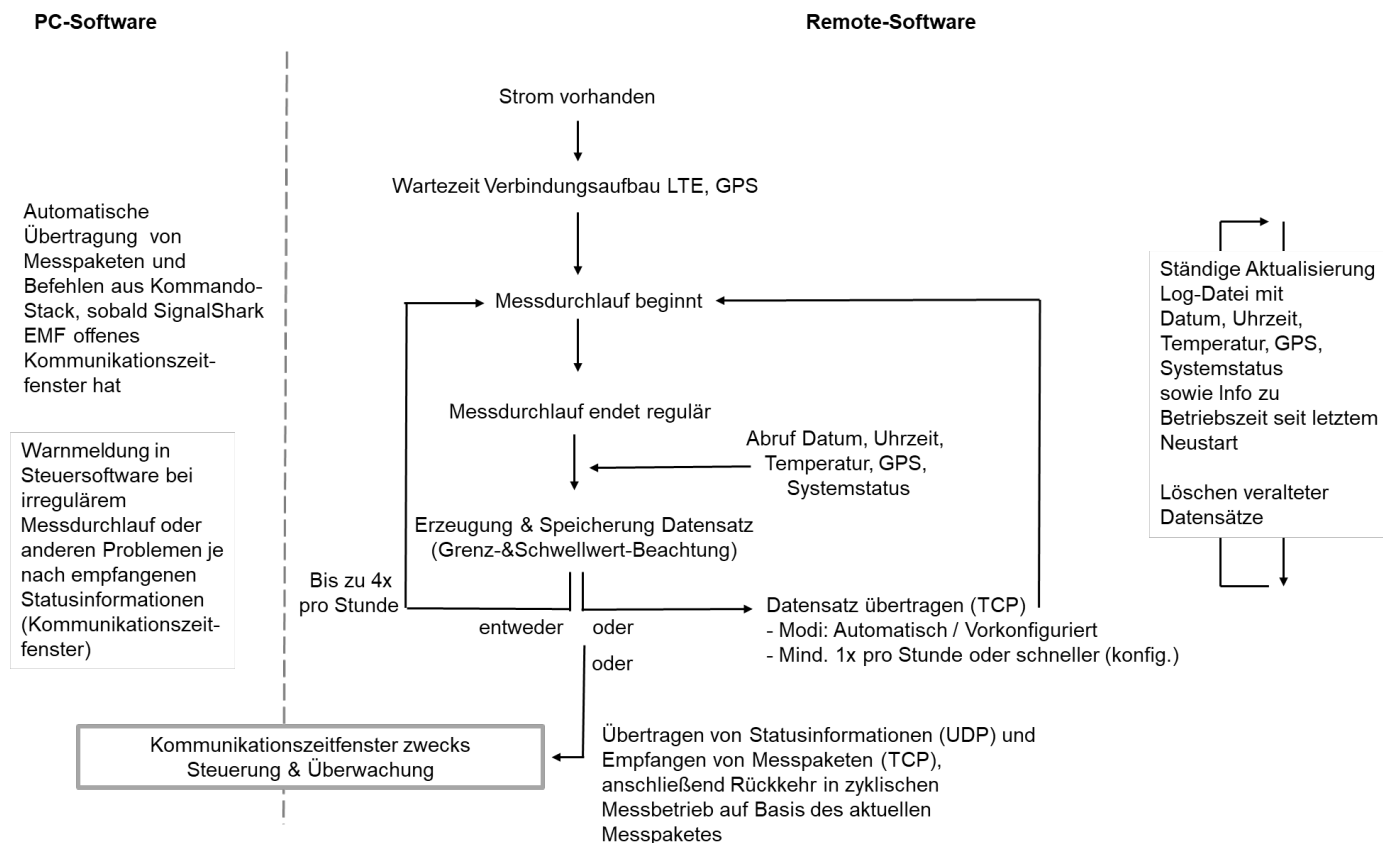 PC-Software
Remote-Software
Strom vorhanden
Wartezeit Verbindungsaufbau LTE, GPS
Automatische
Übertragung von
Messpaketen und
Befehlen aus Kommando-
Stack, sobald SignalShark
EMF offenes
Kommunikationszeit-
fenster hat
Messdurchlauf beginnt
Ständige Aktualisierung
Log-Datei mit
Datum, Uhrzeit,
Temperatur, GPS,
Systemstatus
sowie Info zu
Betriebszeit seit letztem
Neustart
Löschen veralteter
Datensätze
Messdurchlauf endet regulär
Abruf Datum, Uhrzeit,
Temperatur, GPS,
Systemstatus
Warnmeldung in
Steuersoftware bei
irregulärem
Messdurchlauf oder
anderen Problemen je
nach empfangenen
Statusinformationen
(Kommunikationszeit-
fenster)
Erzeugung & Speicherung Datensatz
(Grenz-&Schwellwert-Beachtung)
Bis zu 4x
pro Stunde
entweder
oder
oder
Datensatz übertragen (TCP)
- Modi: Automatisch / Vorkonfiguriert
- Mind. 1x pro Stunde oder schneller (konfig.)
Kommunikationszeitfenster zwecks
Steuerung & Überwachung
Übertragen von Statusinformationen (UDP) und
Empfangen von Messpaketen (TCP),
anschließend Rückkehr in zyklischen
Messbetrieb auf Basis des aktuellen
Messpaketes